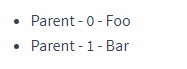 • Parent - 0 - Foo
• Parent - 1 - Bar